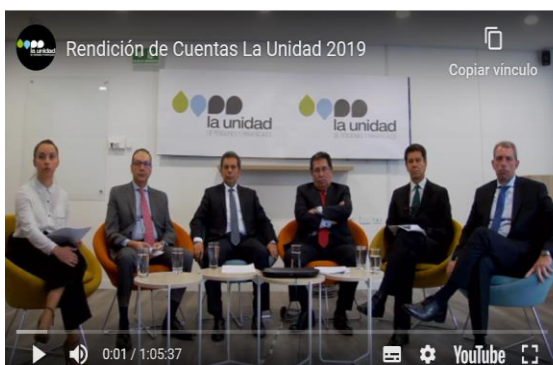 la unidad
Rendición de Cuentas La Unidad 2019
Copiar vínculo
la unidad
la unidad
0:01 / 1:05:37
YouTube